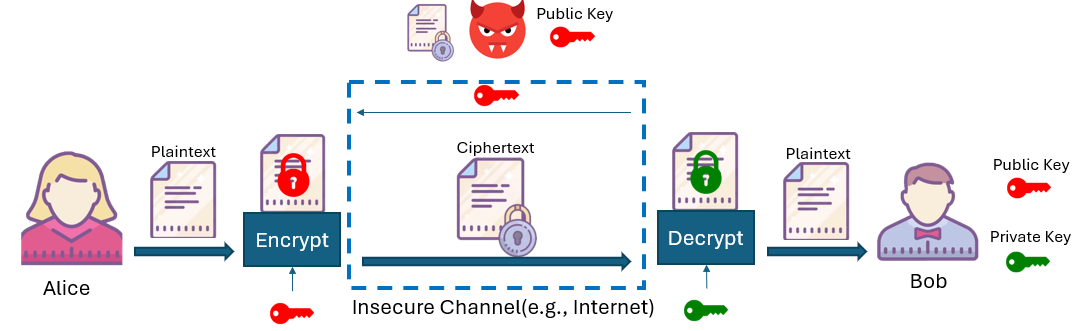 Public Key
Plaintext
Ciphertext
Plaintext
Public Key
Encrypt
Decrypt
Private Key
Alice
Bob
Insecure Channel(e.g., Internet)